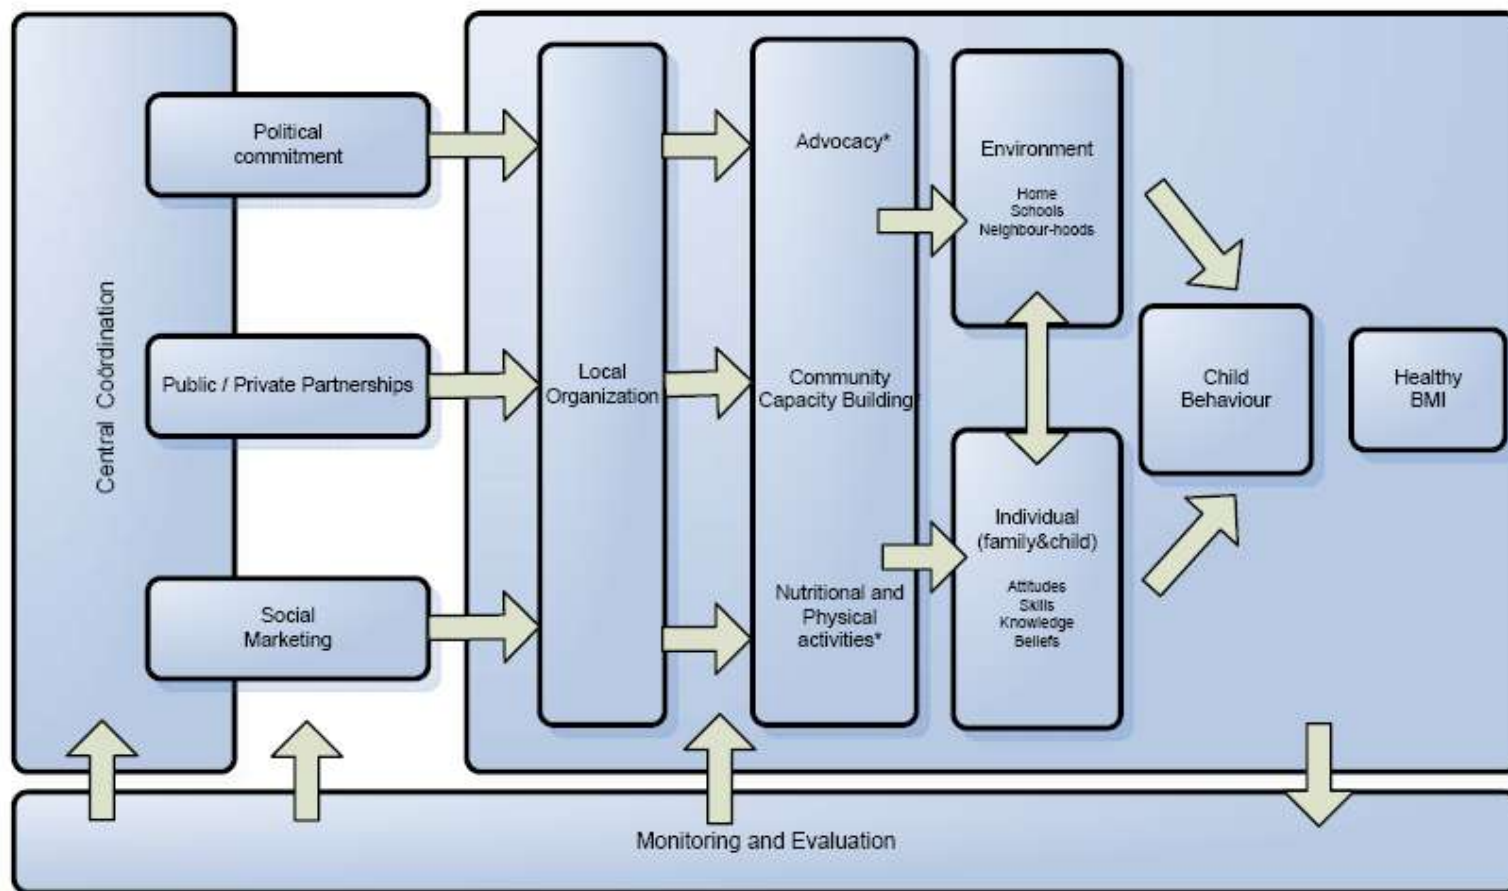 Central Coördination
Political
commitment
Public / Private Partnerships
Social
Marketing
Local
Organization
Advocacy*
Community
Capacity Building
Nutritional and
Physical
activities*
Environment
Home
Schools
Neighbour-hoods
Individual
(family&child)
Attitudes
Skills
Knowledge
Beliefs
Child
Behaviour
Healthy
BMI
Monitoring and Evaluation